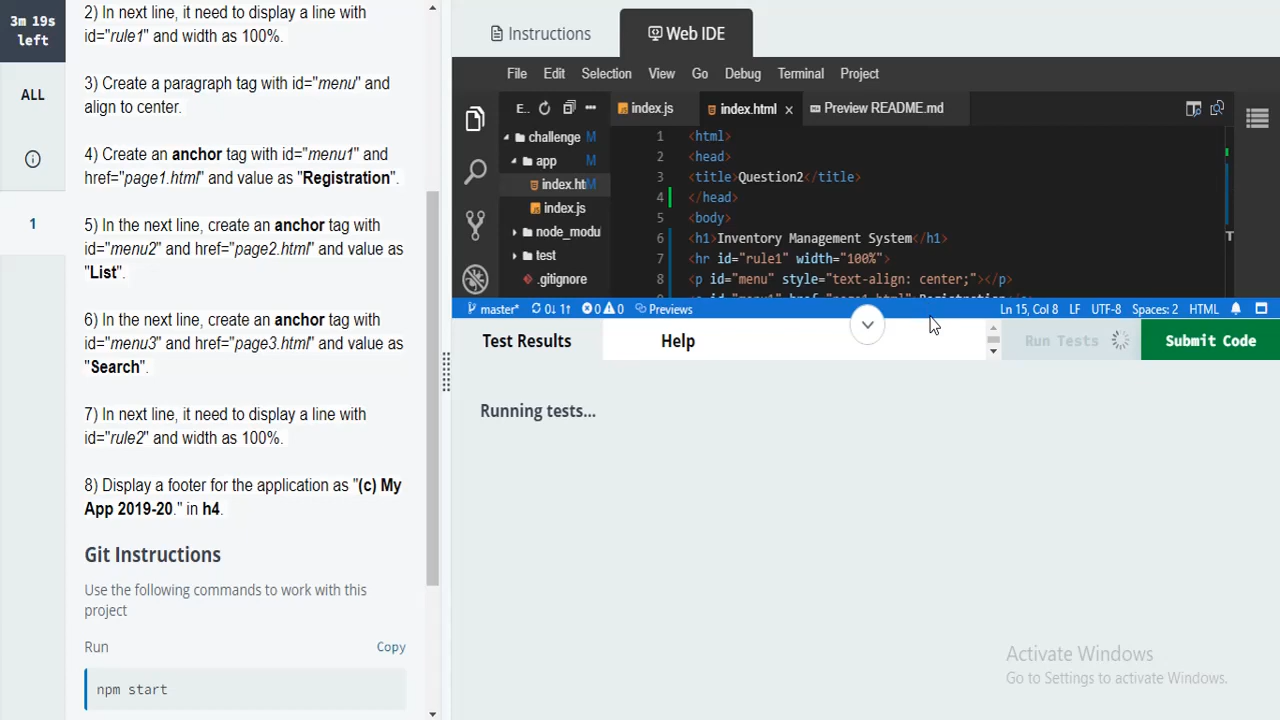 3m 19s
left
ALL
1
2) In next line, it need to display a line with
id="rule1" and width as 100%.
3) Create a paragraph tag with id="menu" and
align to center.
4) Create an anchor tag with id="menu1" and
href="page1.html" and value as "Registration".
5) In the next line, create an anchor tag with
id="menu2" and href="page2.html" and value as
"List".
6) In the next line, create an anchor tag with
id="menu3" and href="page3.html" and value as
"Search".
7) In next line, it need to display a line with
id="rule2" and width as 100%.
8) Display a footer for the application as "(c) My
App 2019-20." in h4.
Git Instructions
Use the following commands to work with this
project
Run Copy
npm start
Instructions Web IDE
File Edit Selection View Go Debug Terminal Project
E.. index.js index.html × Preview README.md
challenge M
app M
index.ht M
index.js
node_modu
test
.gitignore
1 <html>
2 <head>
3 <title>Question2</title>
4 </head>
5 <body>
6 <h1>Inventory Management System</h1>
7 <hr id="rule1" width="100%">
8 <p id="menu" style="text-align: center;"></p>
master* 0↓ 1↑ 0 0 Previews Ln 15, Col 8 LF UTF-8 Spaces: 2 HTML
Test Results Help Run Tests Submit Code
Running tests...
Activate Windows
Go to Settings to activate Windows.